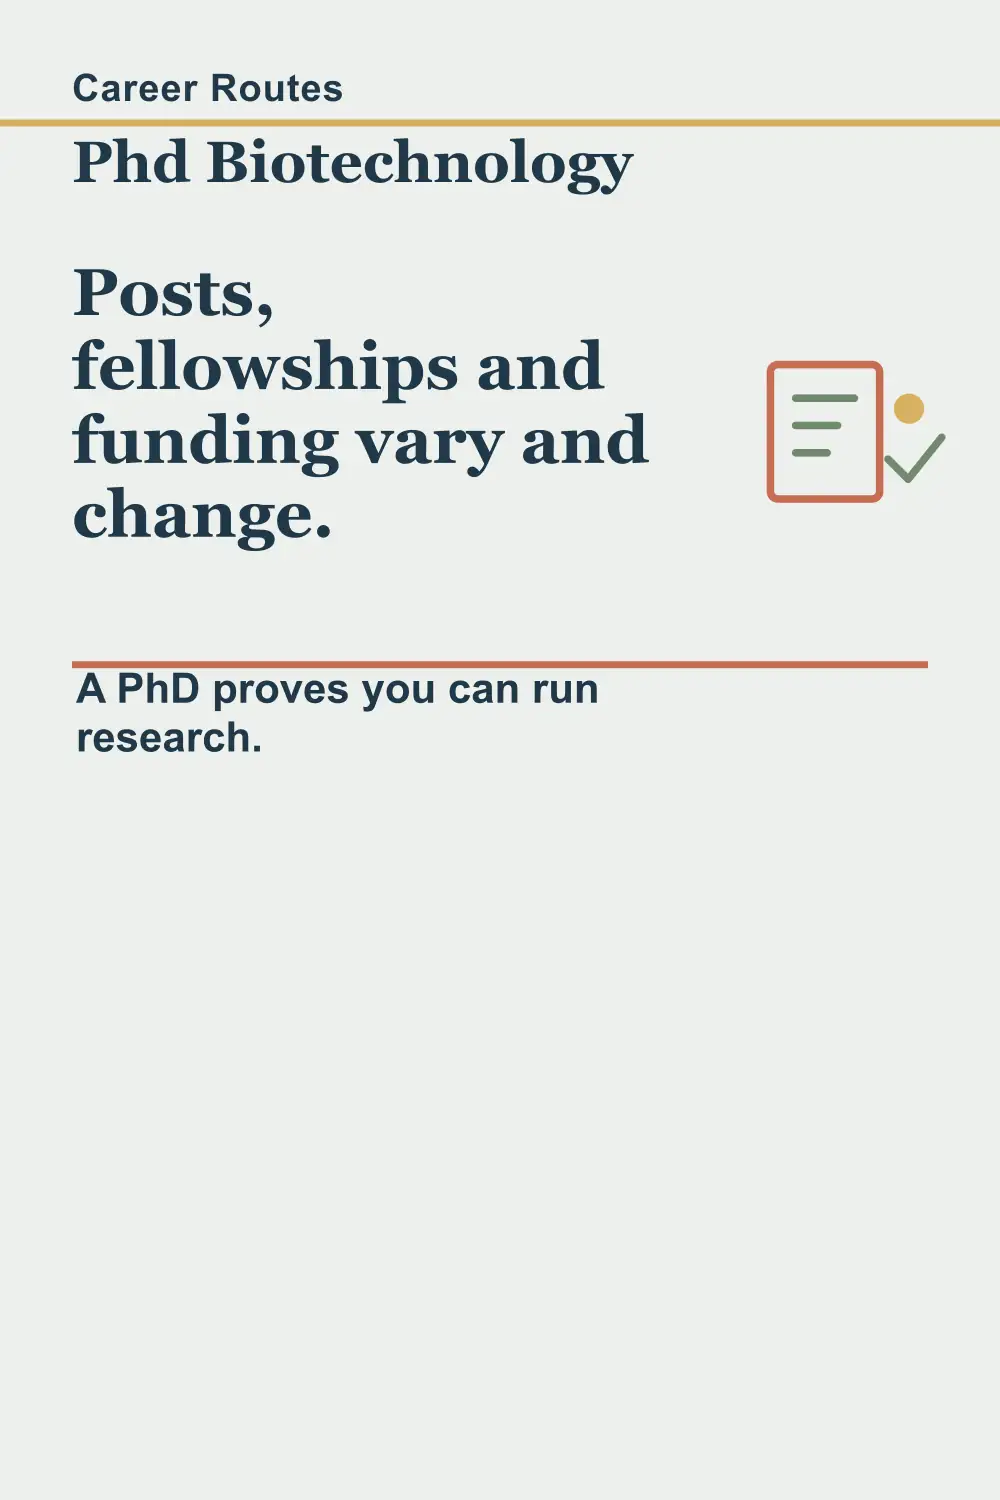 Career Routes
Phd Biotechnology
Posts,
fellowships and
funding vary and
change.
A PhD proves you can run
research.